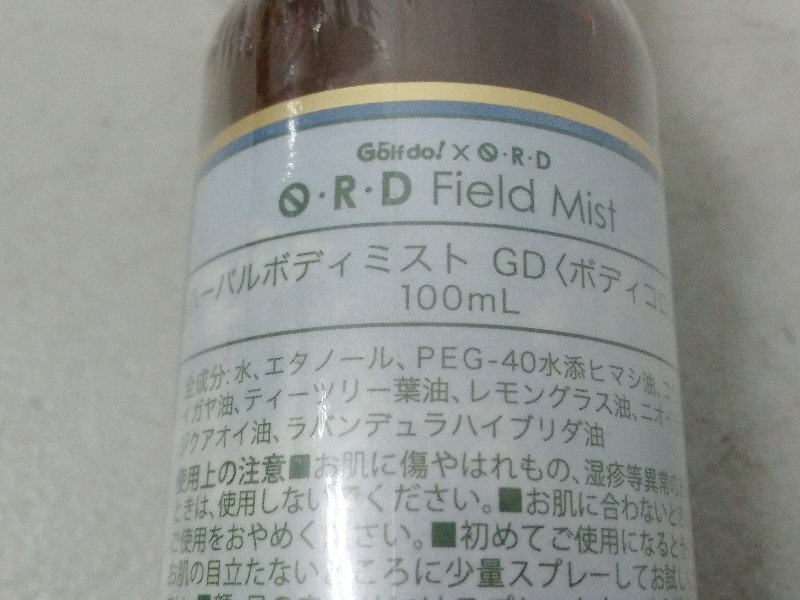 Golfdo! × O·R·D
O·R·D Field Mist
ハーバルボディミスト GD〈ボディコロ
100mL
全成分：水、エタノール、PEG-40水添ヒマシ油、コウ
イガヤ油、ティーツリー葉油、レモングラス油、ニオイ
ジクアオイ油、ラバンデュラハイブリダ油
使用上の注意■お肌に傷やはれもの、湿疹等異常の
ときは、使用しないでください。■お肌に合わないとき
ご使用をおやめください。■初めてご使用になるとき
お肌の目立たないところに少量スプレーしてお試し